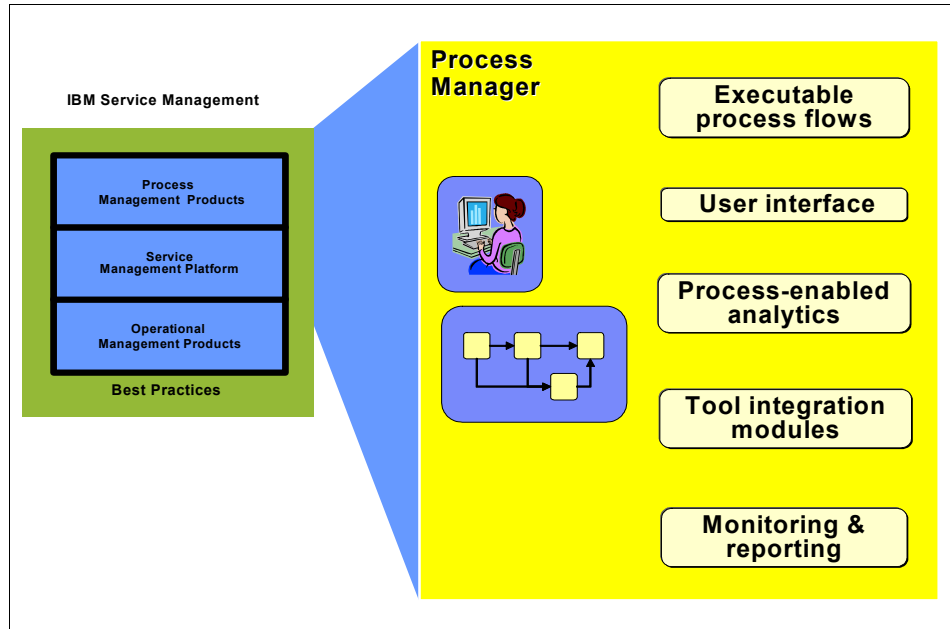 IBM Service Management
Process
Management Products
Service
Management Platform
Operational
Management Products
Best Practices
Process
Manager
Executable
process flows
User interface
Process-enabled
analytics
Tool integration
modules
Monitoring &
reporting